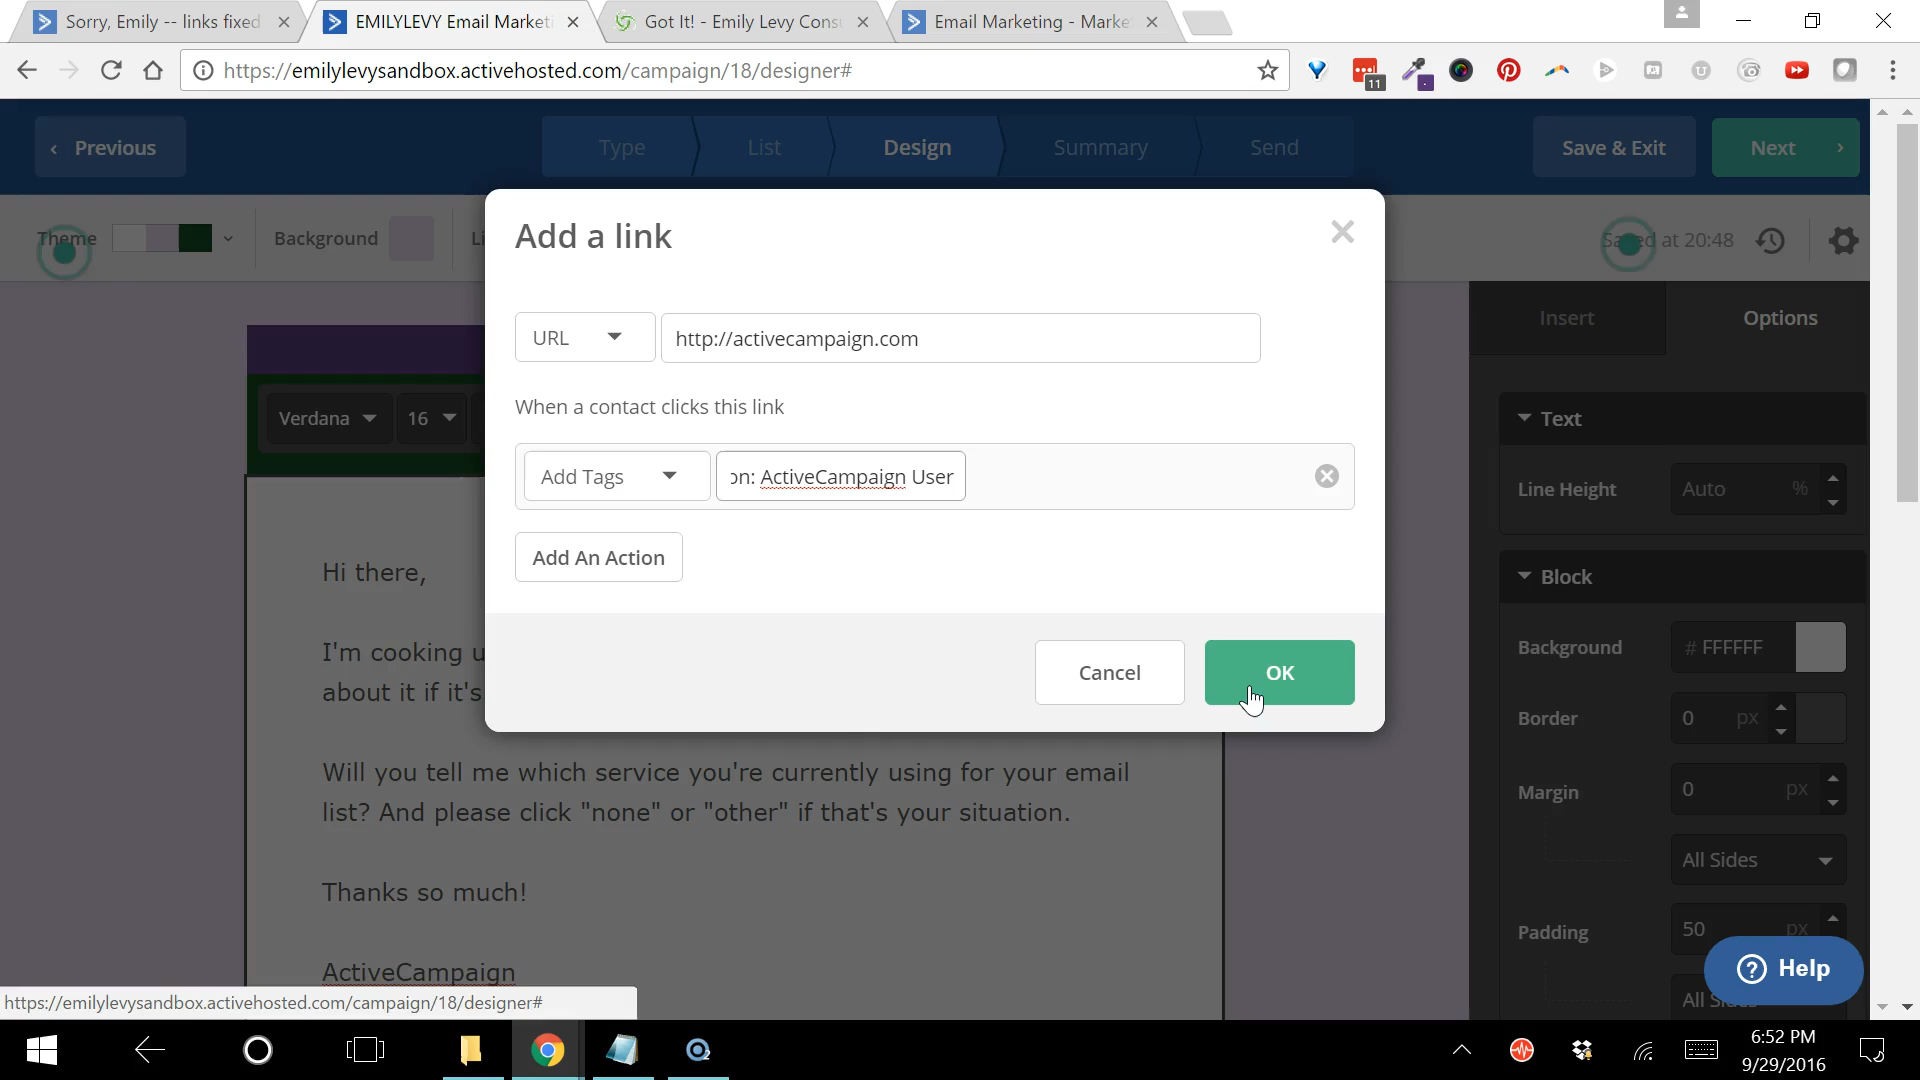 Sorry, Emily -- links fixed
EMILYLEVY Email Marketi
Got It! - Emily Levy Cons
Email Marketing - Marke
https://emilylevysandbox.activehosted.com/campaign/18/designer#
11
Previous
Type
List
Design
Summary
Send
Save & Exit
Next
Theme
Background
Li
Saved at 20:48
Add a link
URL
http://activecampaign.com
When a contact clicks this link
Add Tags
on: ActiveCampaign User
Add An Action
Cancel
OK
Verdana
16
Hi there,
I'm cooking u
about it if it's
Will you tell me which service you're currently using for your email
list? And please click "none" or "other" if that's your situation.
Thanks so much!
ActiveCampaign
Insert
Options
Text
Line Height
Auto
%
Block
Background
# FFFFFF
Border
0
px
Margin
0
px
All Sides
Padding
50
px
All
Help
https://emilylevysandbox.activehosted.com/campaign/18/designer#
6:52 PM
9/29/2016